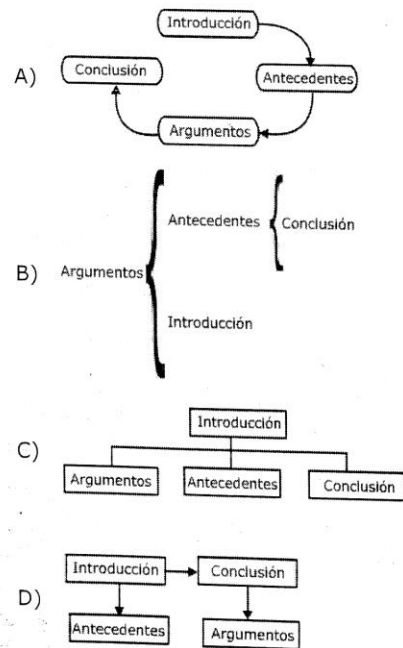 Introducción
A)
Conclusión
Antecedentes
Argumentos
B)
Argumentos
Antecedentes
Conclusión
Introducción
C)
Introducción
Argumentos
Antecedentes
Conclusión
D)
Introducción
Conclusión
Antecedentes
Argumentos